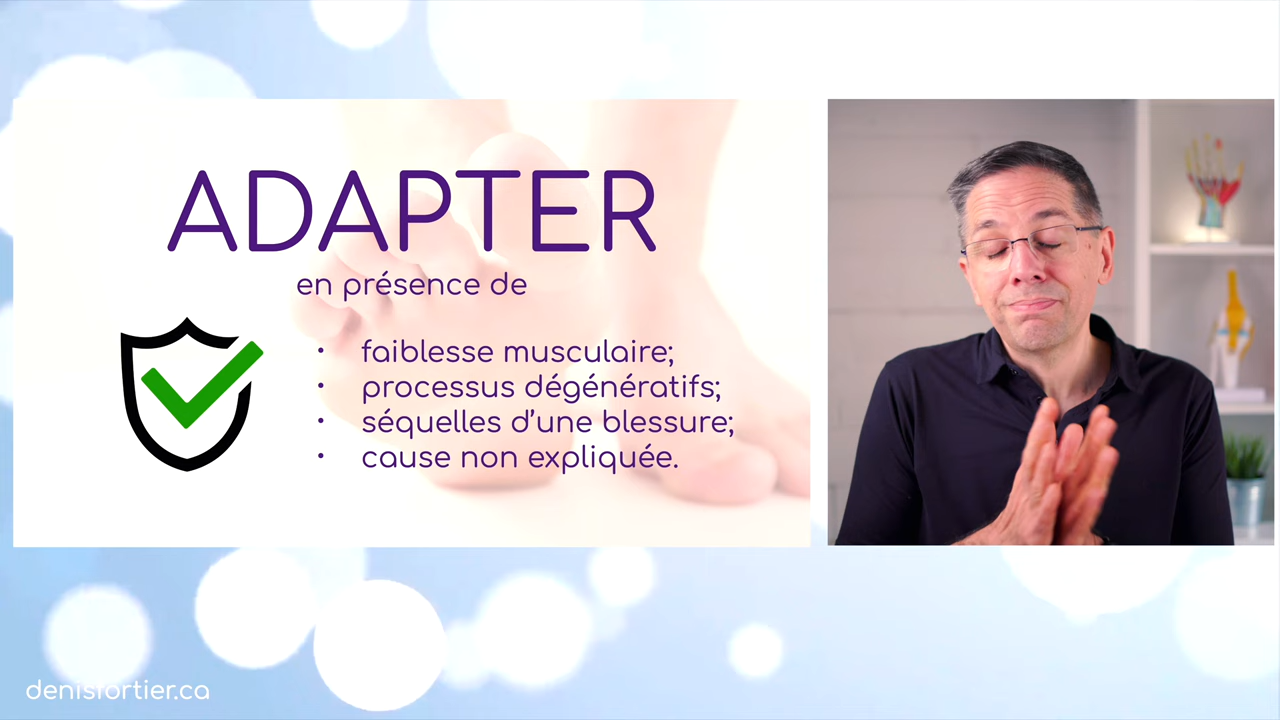 ADAPTER
en présence de
• faiblesse musculaire;
• processus dégénératifs;
• séquelles d’une blessure;
• cause non expliquée.
denisfortier.ca